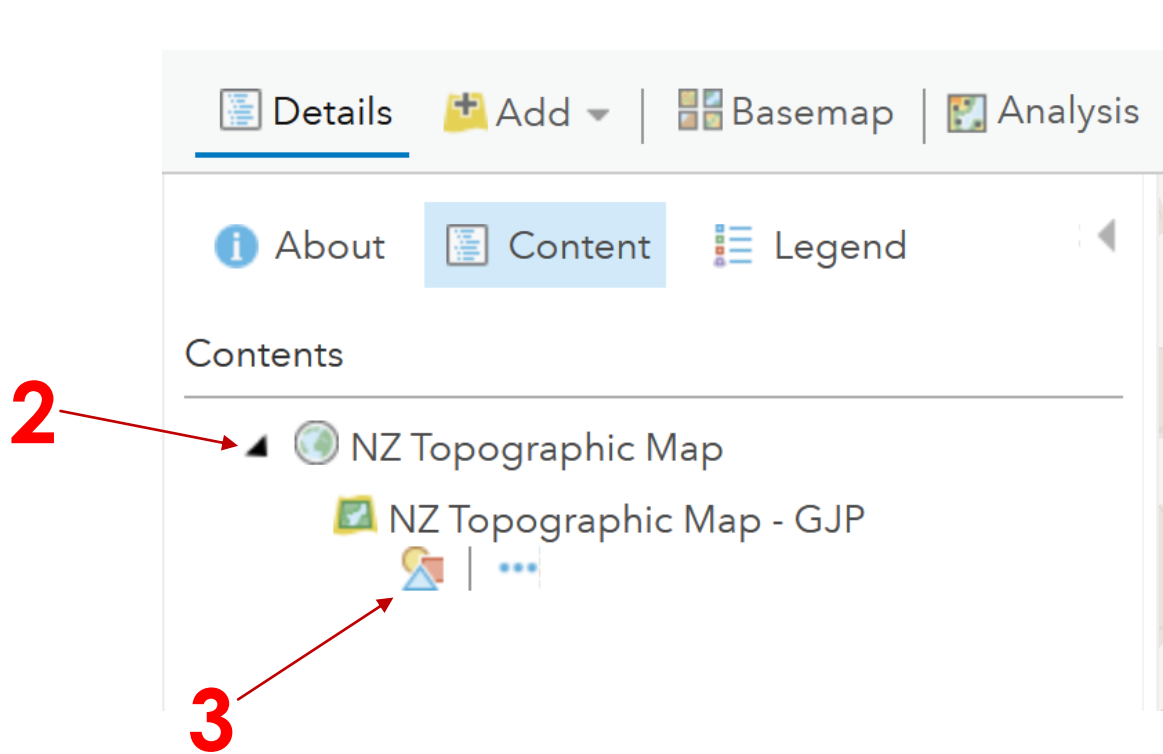 Details Add Basemap Analysis
About Content Legend
Contents
2
NZ Topographic Map
NZ Topographic Map - GJP
3